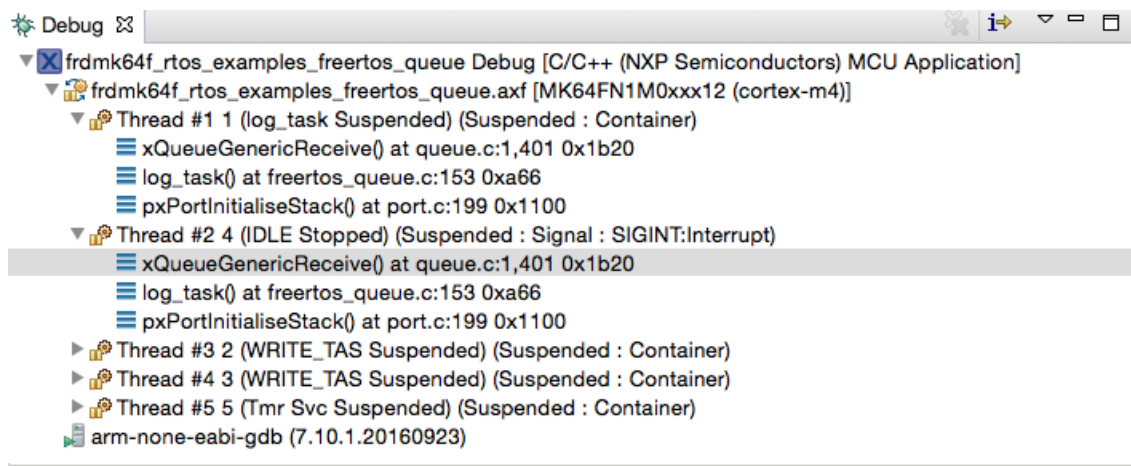 Debug
frdmk64f_rtos_examples_freertos_queue Debug [C/C++ (NXP Semiconductors) MCU Application]
frdmk64f_rtos_examples_freertos_queue.axf [MK64FN1M0xxx12 (cortex-m4)]
Thread #1 1 (log_task Suspended) (Suspended : Container)
xQueueGenericReceive() at queue.c:1,401 0x1b20
log_task() at freertos_queue.c:153 0xa66
pxPortInitialiseStack() at port.c:199 0x1100
Thread #2 4 (IDLE Stopped) (Suspended : Signal : SIGINT:Interrupt)
xQueueGenericReceive() at queue.c:1,401 0x1b20
log_task() at freertos_queue.c:153 0xa66
pxPortInitialiseStack() at port.c:199 0x1100
Thread #3 2 (WRITE_TAS Suspended) (Suspended : Container)
Thread #4 3 (WRITE_TAS Suspended) (Suspended : Container)
Thread #5 5 (Tmr Svc Suspended) (Suspended : Container)
arm-none-eabi-gdb (7.10.1.20160923)